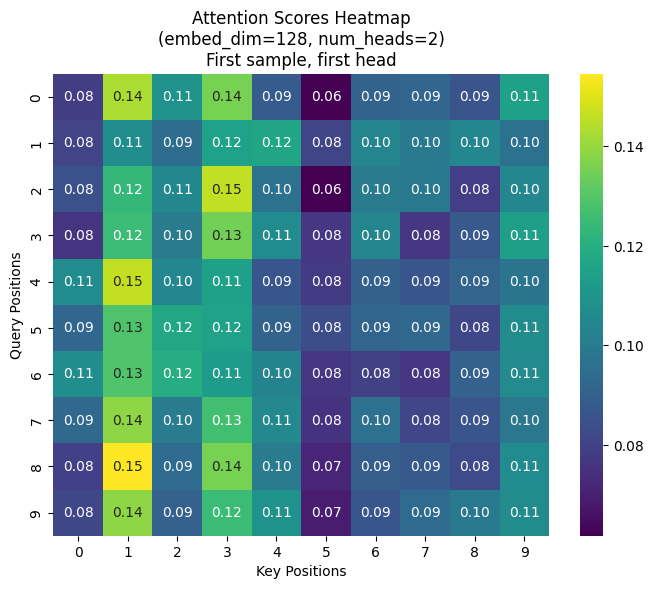 Attention Scores Heatmap
(embed_dim=128, num_heads=2)
First sample, first head
0 0.08 0.14 0.11 0.14 0.09 0.06 0.09 0.09 0.09 0.11
1 0.08 0.11 0.09 0.12 0.12 0.08 0.10 0.10 0.10 0.10
2 0.08 0.12 0.11 0.15 0.10 0.06 0.10 0.10 0.08 0.10
3 0.08 0.12 0.10 0.13 0.11 0.08 0.10 0.08 0.09 0.11
4 0.11 0.15 0.10 0.11 0.09 0.08 0.09 0.09 0.09 0.10
5 0.09 0.13 0.12 0.12 0.09 0.08 0.09 0.09 0.08 0.11
6 0.11 0.13 0.12 0.11 0.10 0.08 0.08 0.08 0.09 0.11
7 0.09 0.14 0.10 0.13 0.11 0.08 0.10 0.08 0.09 0.10
8 0.08 0.15 0.09 0.14 0.10 0.07 0.09 0.09 0.08 0.11
9 0.08 0.14 0.09 0.12 0.11 0.07 0.09 0.09 0.10 0.11
0 1 2 3 4 5 6 7 8 9
Key Positions
Query Positions
0.14
0.12
0.10
0.08